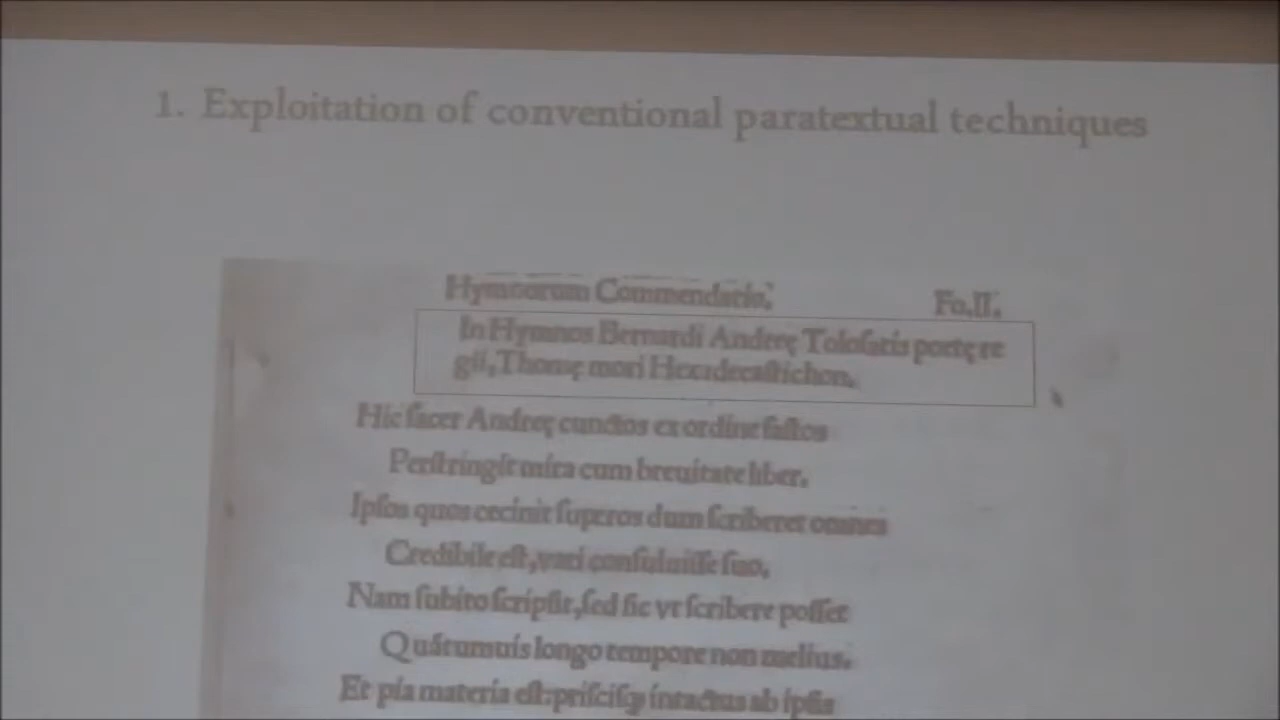 1. Exploitation of conventional paratextual techniques
Hymnorum Commendatio.
Fo.II.
In Hymnos Bernardi Andreę Tolosatis poetę re
gii, Thomę mori Hexadecastichon.
Hic sacer Andreę cunctos ex ordine fastos
Perstringit mira cum breuitate liber.
Ipsos quos cecinit superos dum scriberet omnes
Credibile est, vati consuluisse suo.
Nam subito scripsit, sed sic vt scribere posset
Quátumuis longo tempore non melius.
Et pia materia est: priscisqꝫ intactus ab ipsis